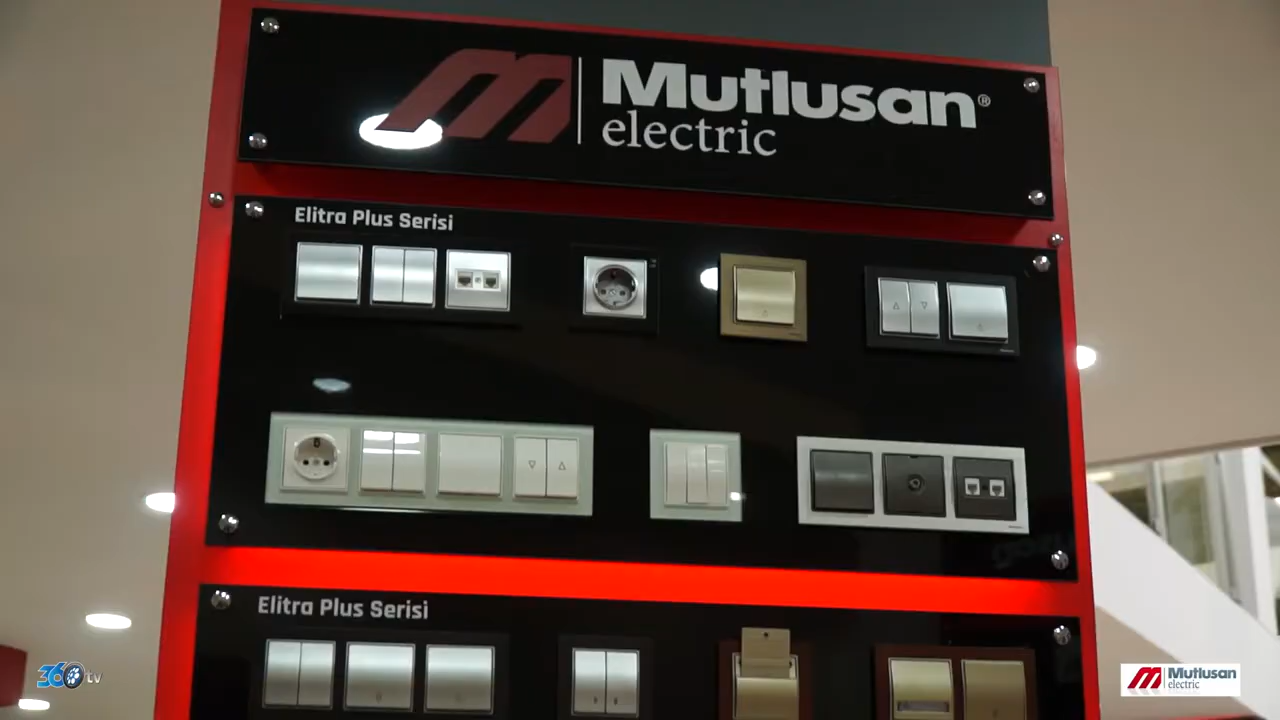 Mutlusan®
electric
Elitra Plus Serisi
Elitra Plus Serisi
360tv
Mutlusan
electric